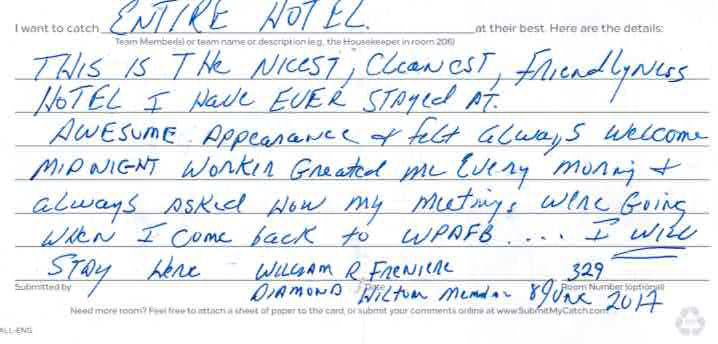 I want to catch ENTIRE HOTEL. at their best. Here are the details:
Team Member(s) or team name or description (e.g., the Housekeeper in room 206)
THIS IS THE NICEST, CLEANEST, FRIENDLYNESS
HOTEL I HAVE EVER STAYED AT.
AWESUME APPEARANCE & felt ALWAYS Welcome
MIDNIGHT WORKER Greated me Every morning &
always ASKED HOW my meetings were Going
WHEN I come back to WPAFB .... I WILL
STAY Here WILLIAM R FRENIERE 329
Submitted by Date Room Number (optional)
DIAMOND HILTON Member 8 June 2017
Need more room? Feel free to attach a sheet of paper to the card, or submit your comments online at www.SubmitMyCatch.com
ALL-ENG